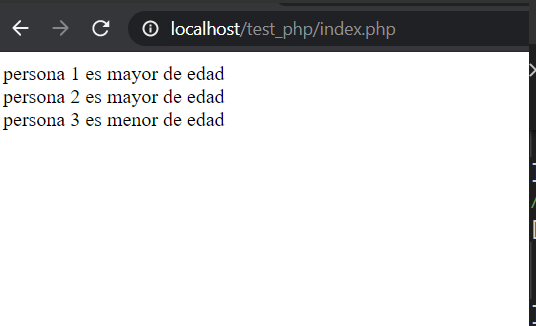 localhost/test_php/index.php
persona 1 es mayor de edad
persona 2 es mayor de edad
persona 3 es menor de edad